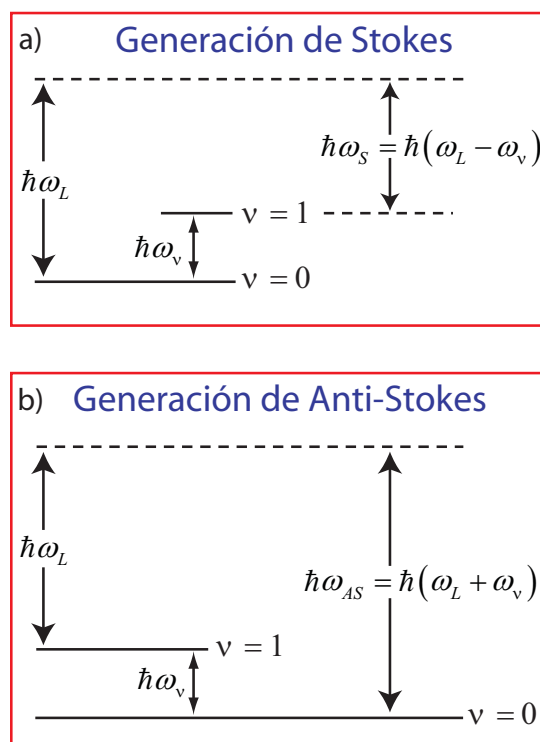 a) Generación de Stokes
ℏω_S = ℏ(ω_L − ω_ν)
ℏω_L
ν = 1
ℏω_ν
ν = 0
b) Generación de Anti-Stokes
ℏω_L
ℏω_AS = ℏ(ω_L + ω_ν)
ν = 1
ℏω_ν
ν = 0